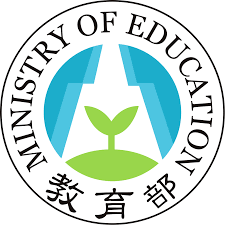 MINISTRY OF EDUCATION
教育部